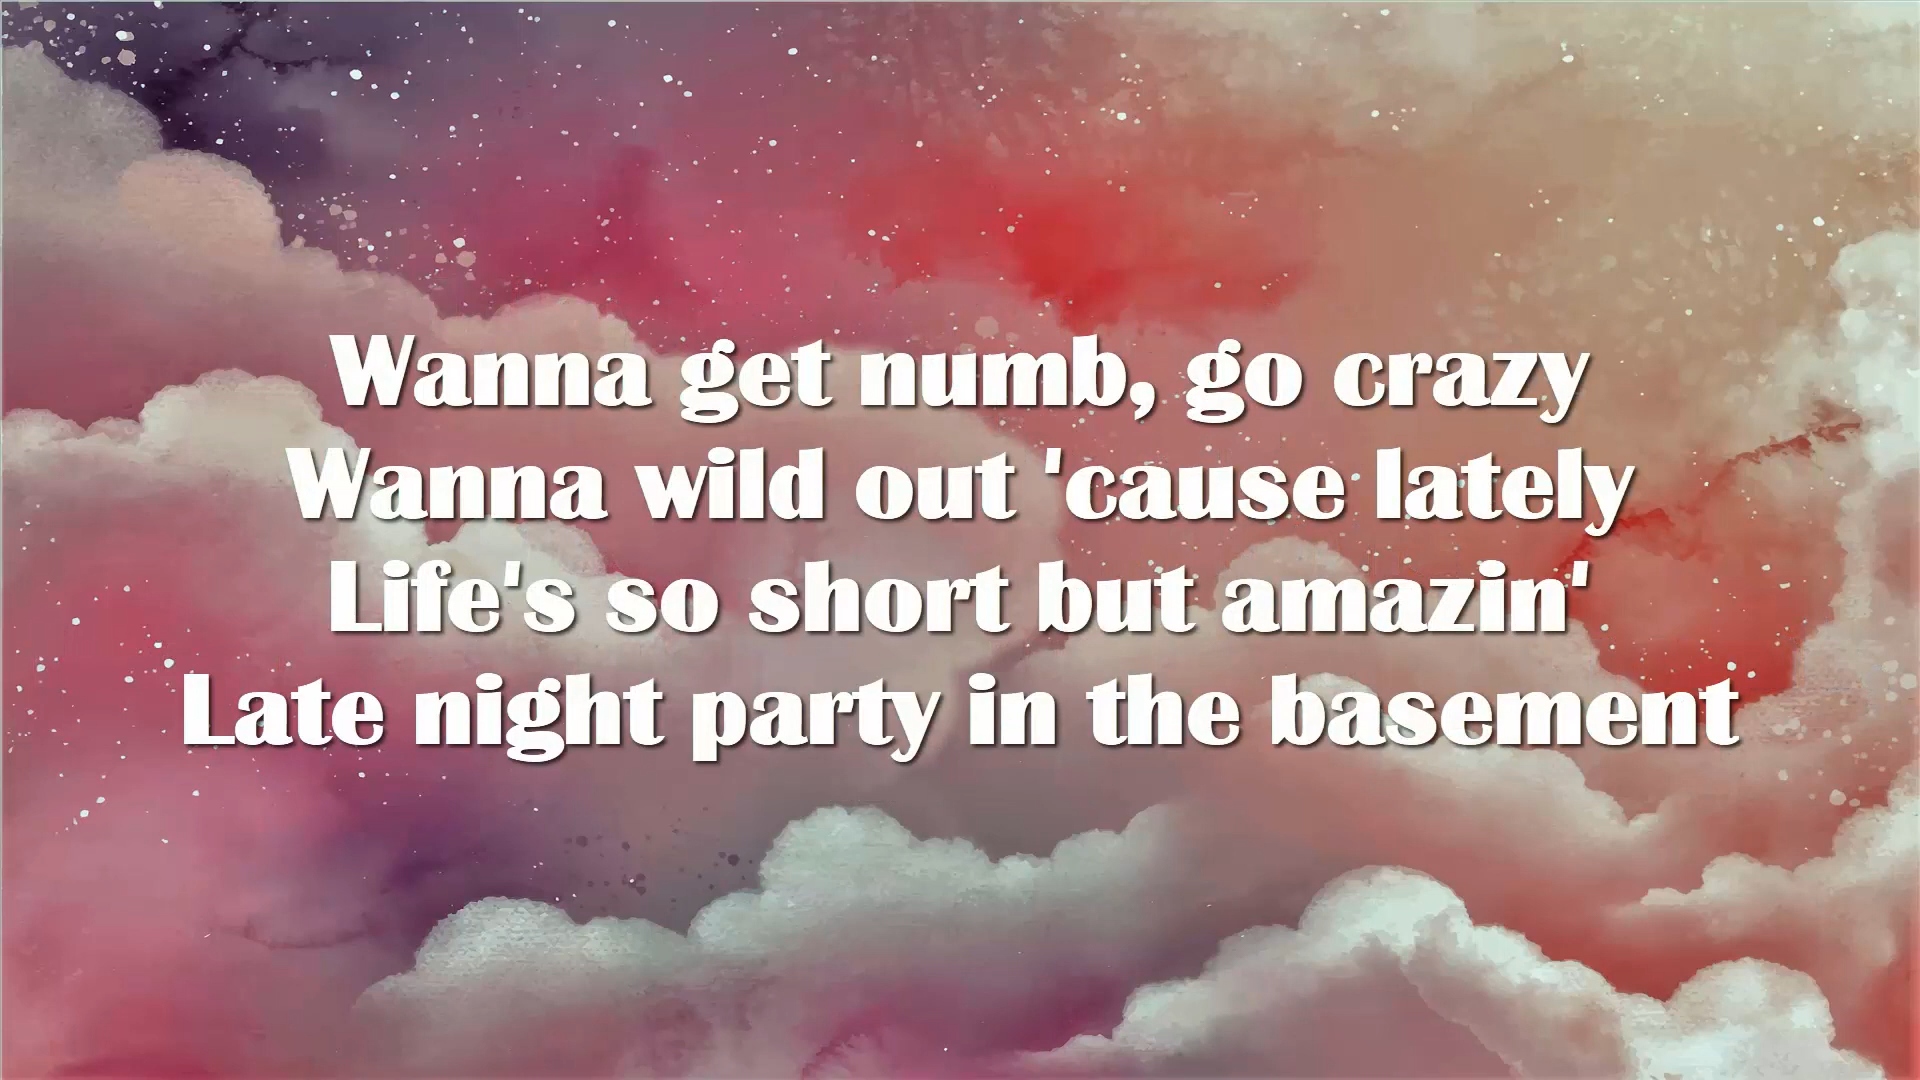 Wanna get numb, go crazy
Wanna wild out 'cause lately
Life's so short but amazin'
Late night party in the basement